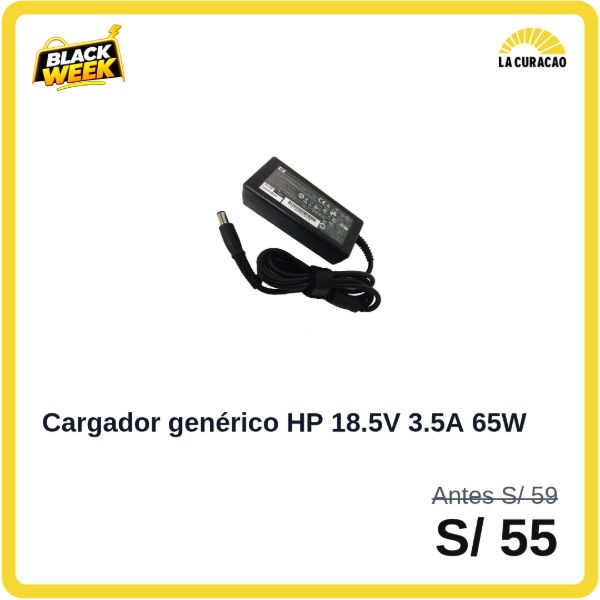 BLACK
WEEK
LA CURACAO
Cargador genérico HP 18.5V 3.5A 65W
Antes S/ 59
S/ 55